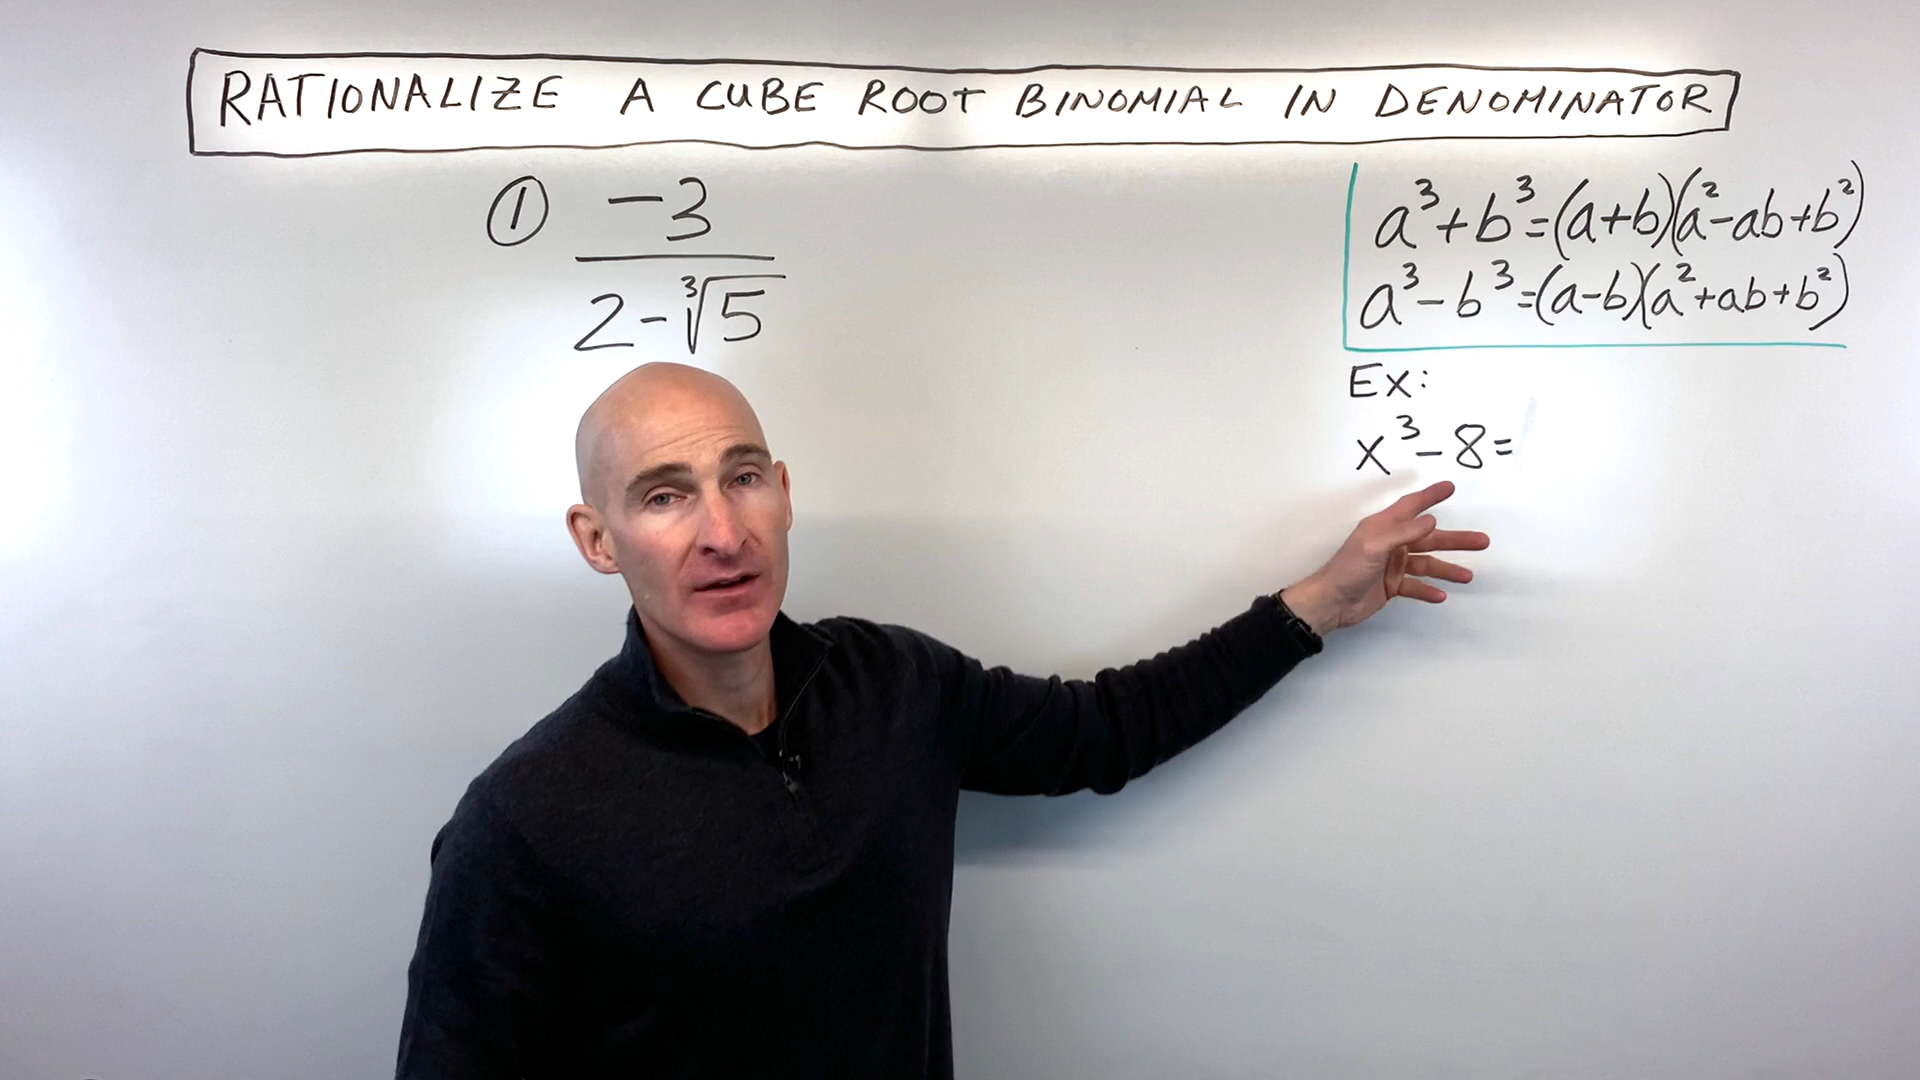 RATIONALIZE A CUBE ROOT BINOMIAL IN DENOMINATOR
① -3
2-∛5
a³+b³=(a+b)(a²-ab+b²)
a³-b³=(a-b)(a²+ab+b²)
Ex:
x³-8=